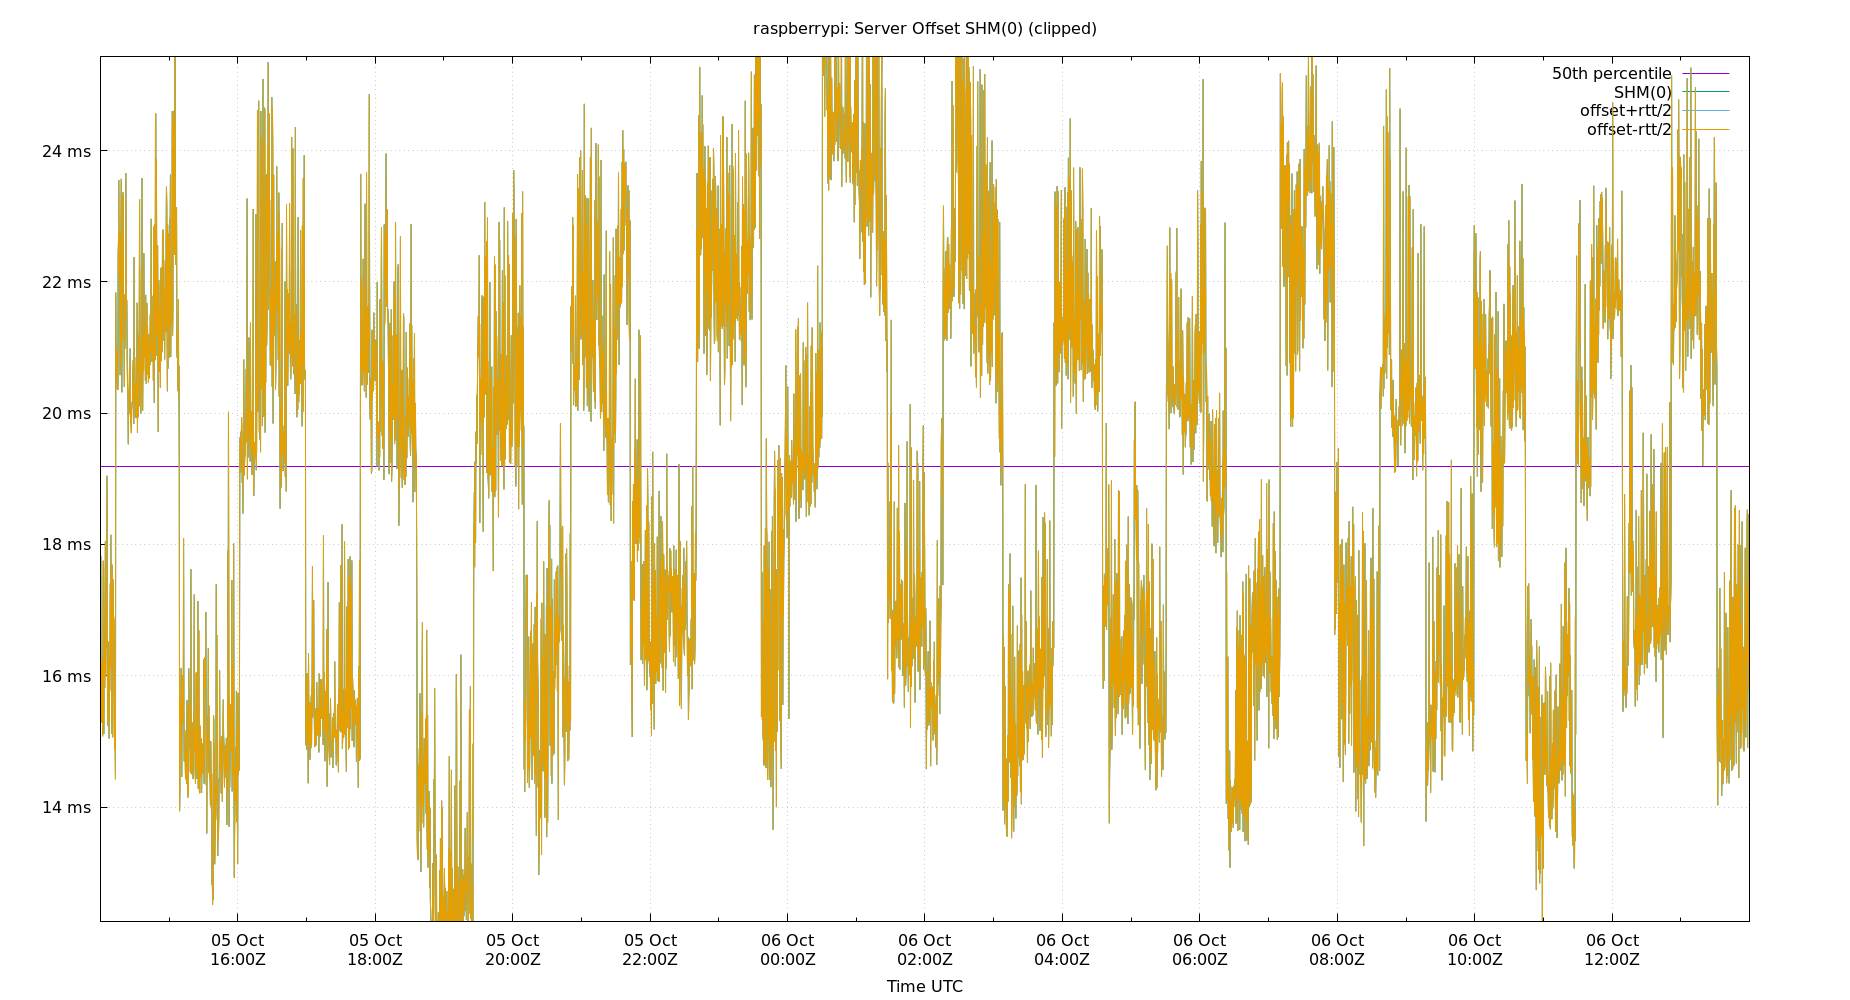 raspberrypi: Server Offset SHM(0) (clipped)
50th percentile
SHM(0)
offset+rtt/2
offset-rtt/2
24 ms
22 ms
20 ms
18 ms
16 ms
14 ms
05 Oct 05 Oct 05 Oct 05 Oct 06 Oct 06 Oct 06 Oct 06 Oct 06 Oct 06 Oct 06 Oct
16:00Z 18:00Z 20:00Z 22:00Z 00:00Z 02:00Z 04:00Z 06:00Z 08:00Z 10:00Z 12:00Z
Time UTC